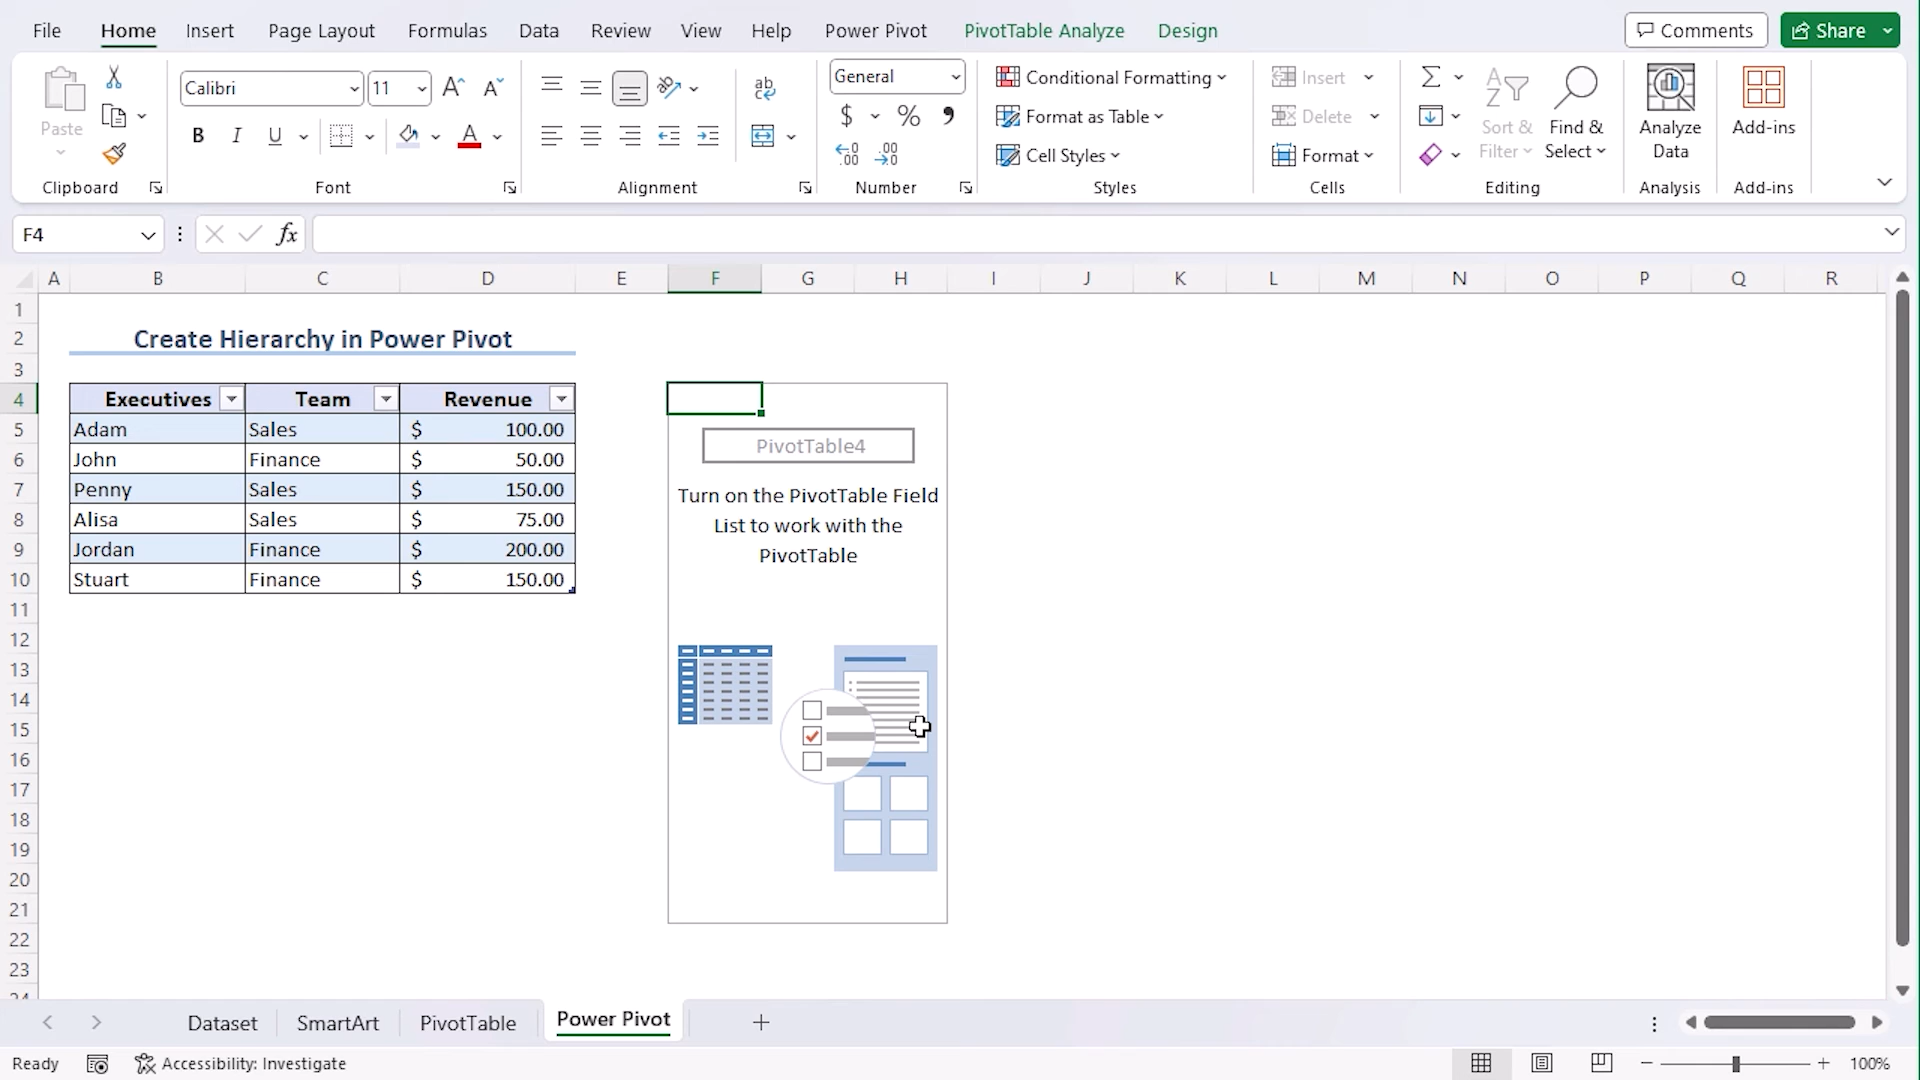 File Home Insert Page Layout Formulas Data Review View Help Power Pivot PivotTable Analyze Design Comments Share
Paste
Clipboard
Calibri 11
B I U A
Font
ab
Alignment
General
$ % ,
Number
Conditional Formatting
Format as Table
Cell Styles
Styles
Insert
Delete
Format
Cells
Sort & Filter
Find & Select
Editing
Analyze Data
Analysis
Add-ins
Add-ins
F4 fx
A B C D E F G H I J K L M N O P Q R
1
2 Create Hierarchy in Power Pivot
3
4 Executives Team Revenue
5 Adam Sales $ 100.00
6 John Finance $ 50.00
7 Penny Sales $ 150.00
8 Alisa Sales $ 75.00
9 Jordan Finance $ 200.00
10 Stuart Finance $ 150.00
11
12
13
14
15
16
17
18
19
20
21
22
23
24
PivotTable4
Turn on the PivotTable Field
List to work with the
PivotTable
Dataset SmartArt PivotTable Power Pivot
Ready Accessibility: Investigate 100%